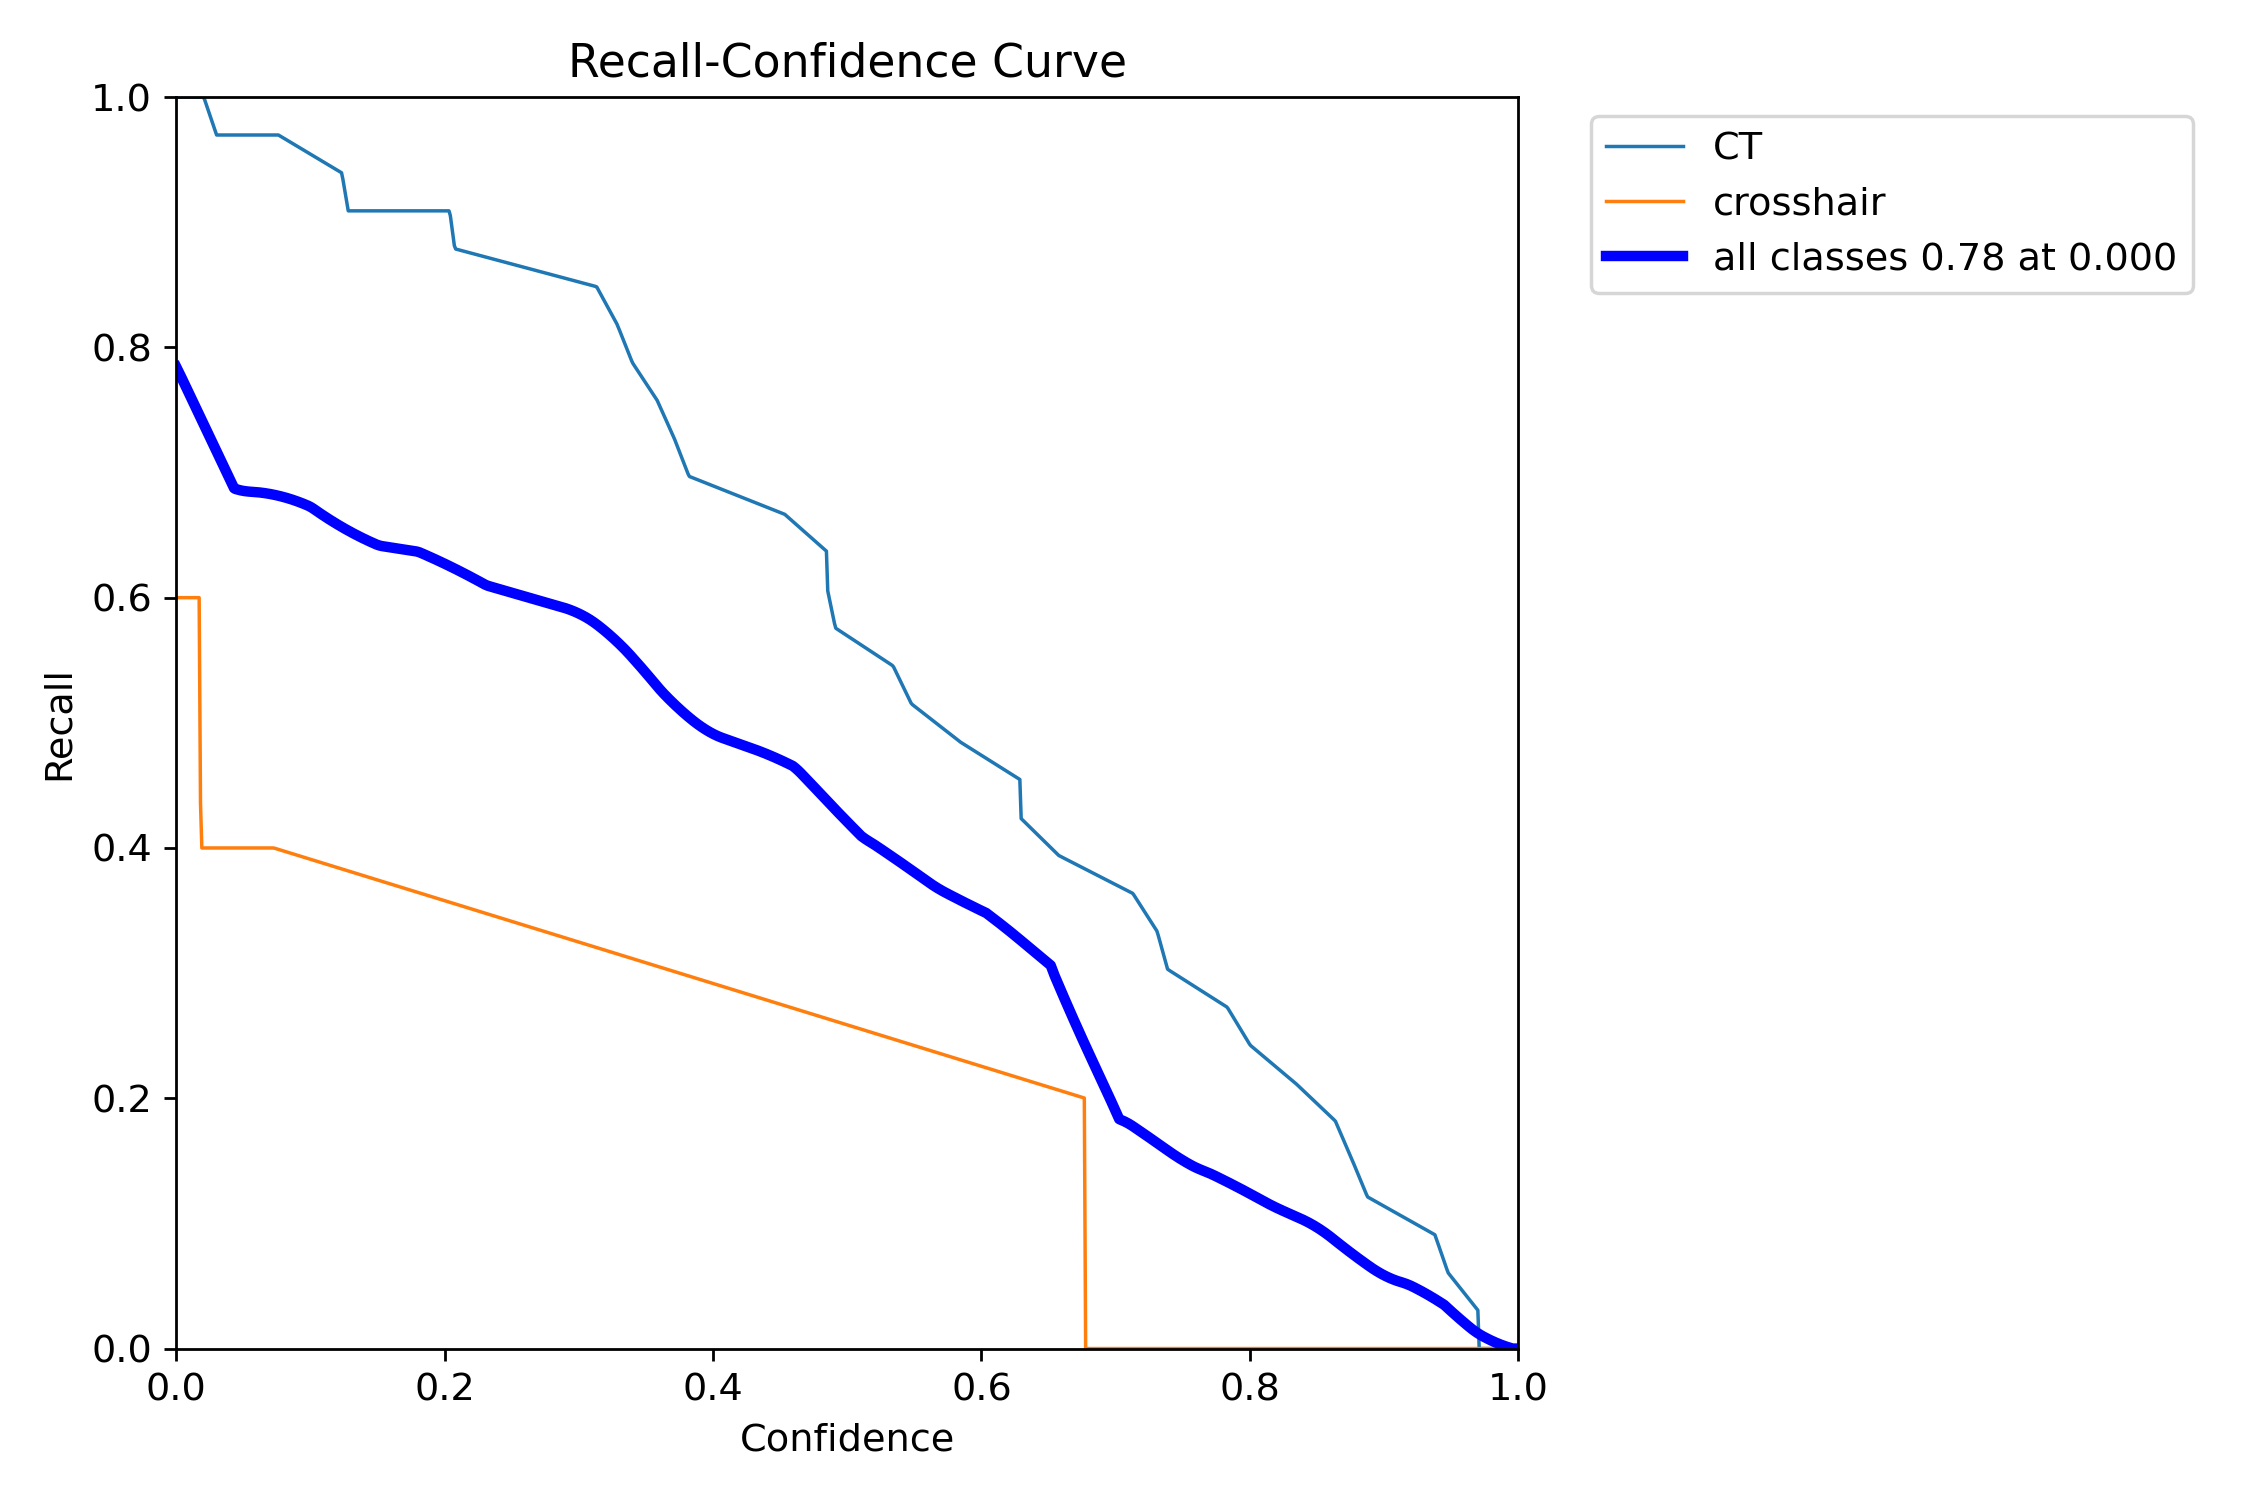 Recall-Confidence Curve
1.0
0.8
0.6
0.4
0.2
0.0
Recall
0.0 0.2 0.4 0.6 0.8 1.0
Confidence
CT
crosshair
all classes 0.78 at 0.000